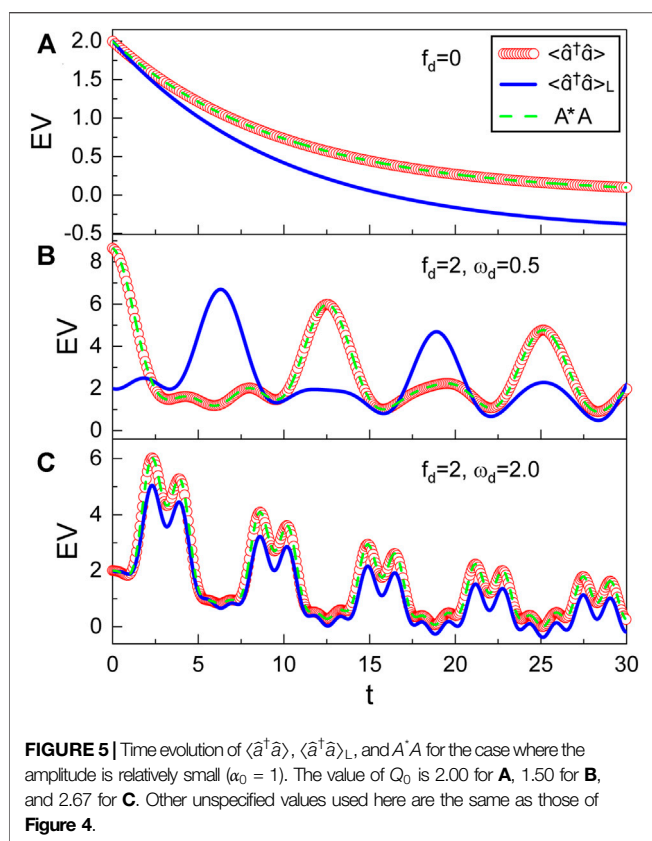 A
f_d=0
<â†â>
<â†â>_L
A*A
EV
2.0
1.5
1.0
0.5
0.0
-0.5
B
f_d=2, ω_d=0.5
EV
8
6
4
2
0
C
f_d=2, ω_d=2.0
EV
6
4
2
0
0 5 10 15 20 25 30
t
FIGURE 5 | Time evolution of ⟨â†â⟩, ⟨â†â⟩_L, and A*A for the case where the
amplitude is relatively small (α₀ = 1). The value of Q₀ is 2.00 for A, 1.50 for B,
and 2.67 for C. Other unspecified values used here are the same as those of
Figure 4.